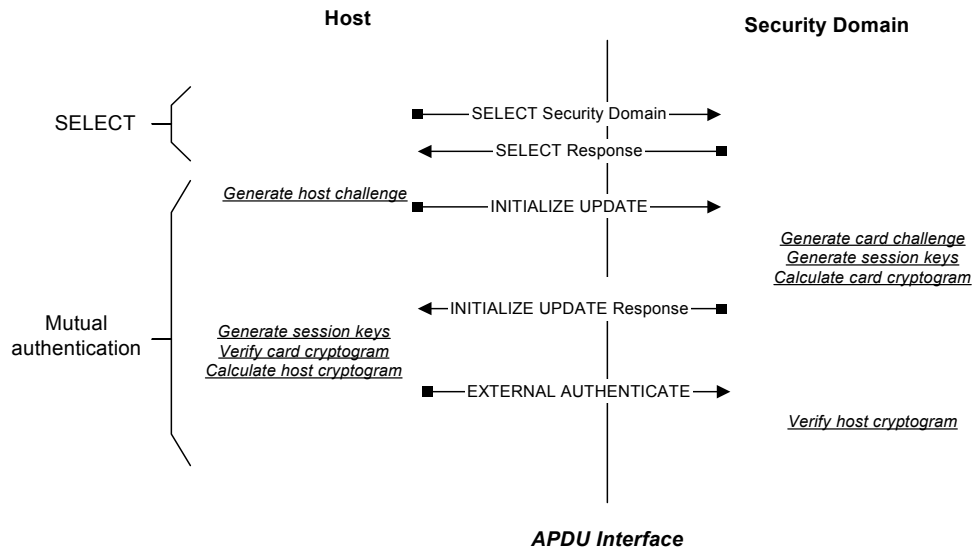 Host
Security Domain
SELECT
SELECT Security Domain
SELECT Response
Generate host challenge
INITIALIZE UPDATE
Generate card challenge
Generate session keys
Calculate card cryptogram
INITIALIZE UPDATE Response
Mutual
authentication
Generate session keys
Verify card cryptogram
Calculate host cryptogram
EXTERNAL AUTHENTICATE
Verify host cryptogram
APDU Interface